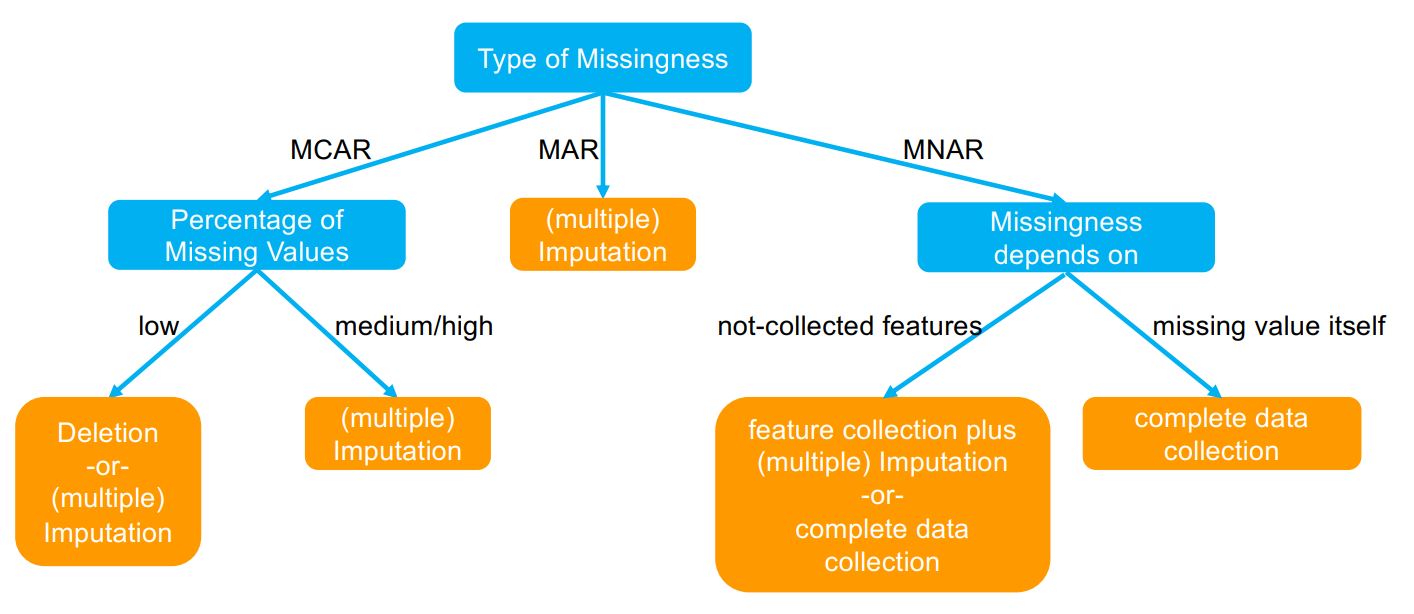 Type of Missingness
MCAR
MAR
MNAR
Percentage of
Missing Values
(multiple)
Imputation
Missingness
depends on
low
medium/high
not-collected features
missing value itself
Deletion
-or-
(multiple)
Imputation
(multiple)
Imputation
feature collection plus
(multiple) Imputation
-or-
complete data
collection
complete data
collection